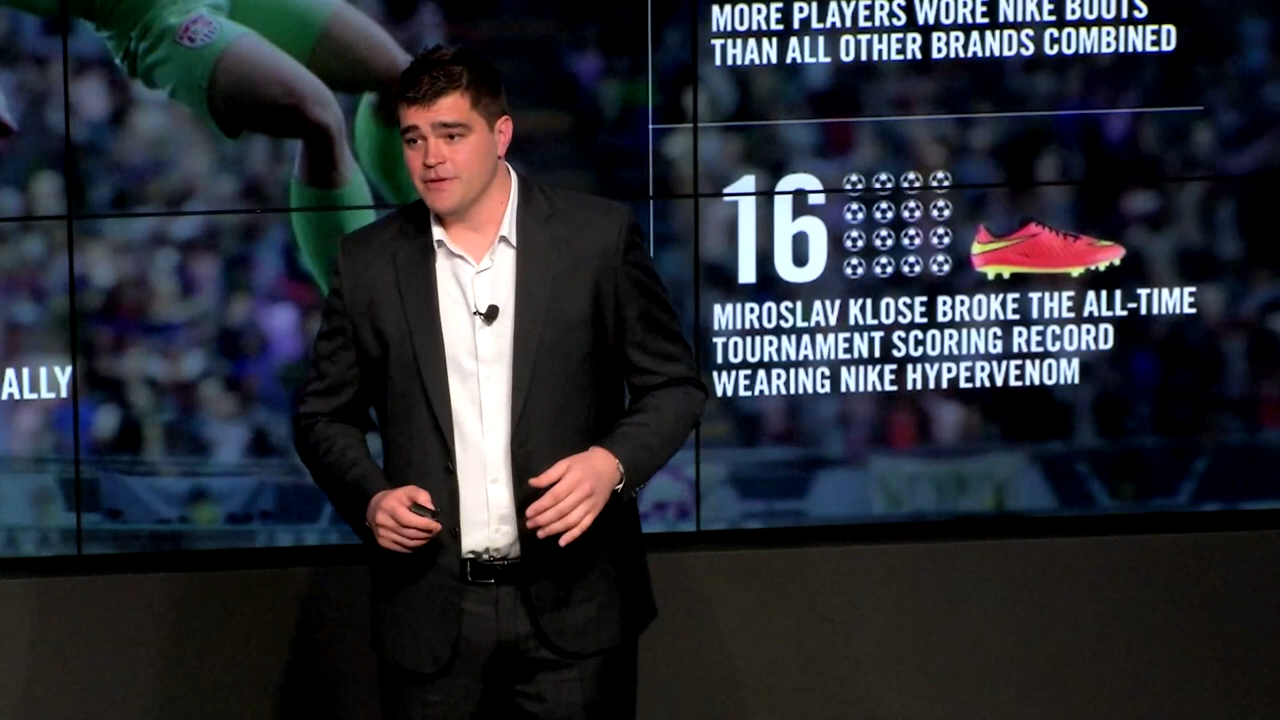 MORE PLAYERS WORE NIKE BOOTS
THAN ALL OTHER BRANDS COMBINED
16
MIROSLAV KLOSE BROKE THE ALL-TIME
TOURNAMENT SCORING RECORD
WEARING NIKE HYPERVENOM
ALLY